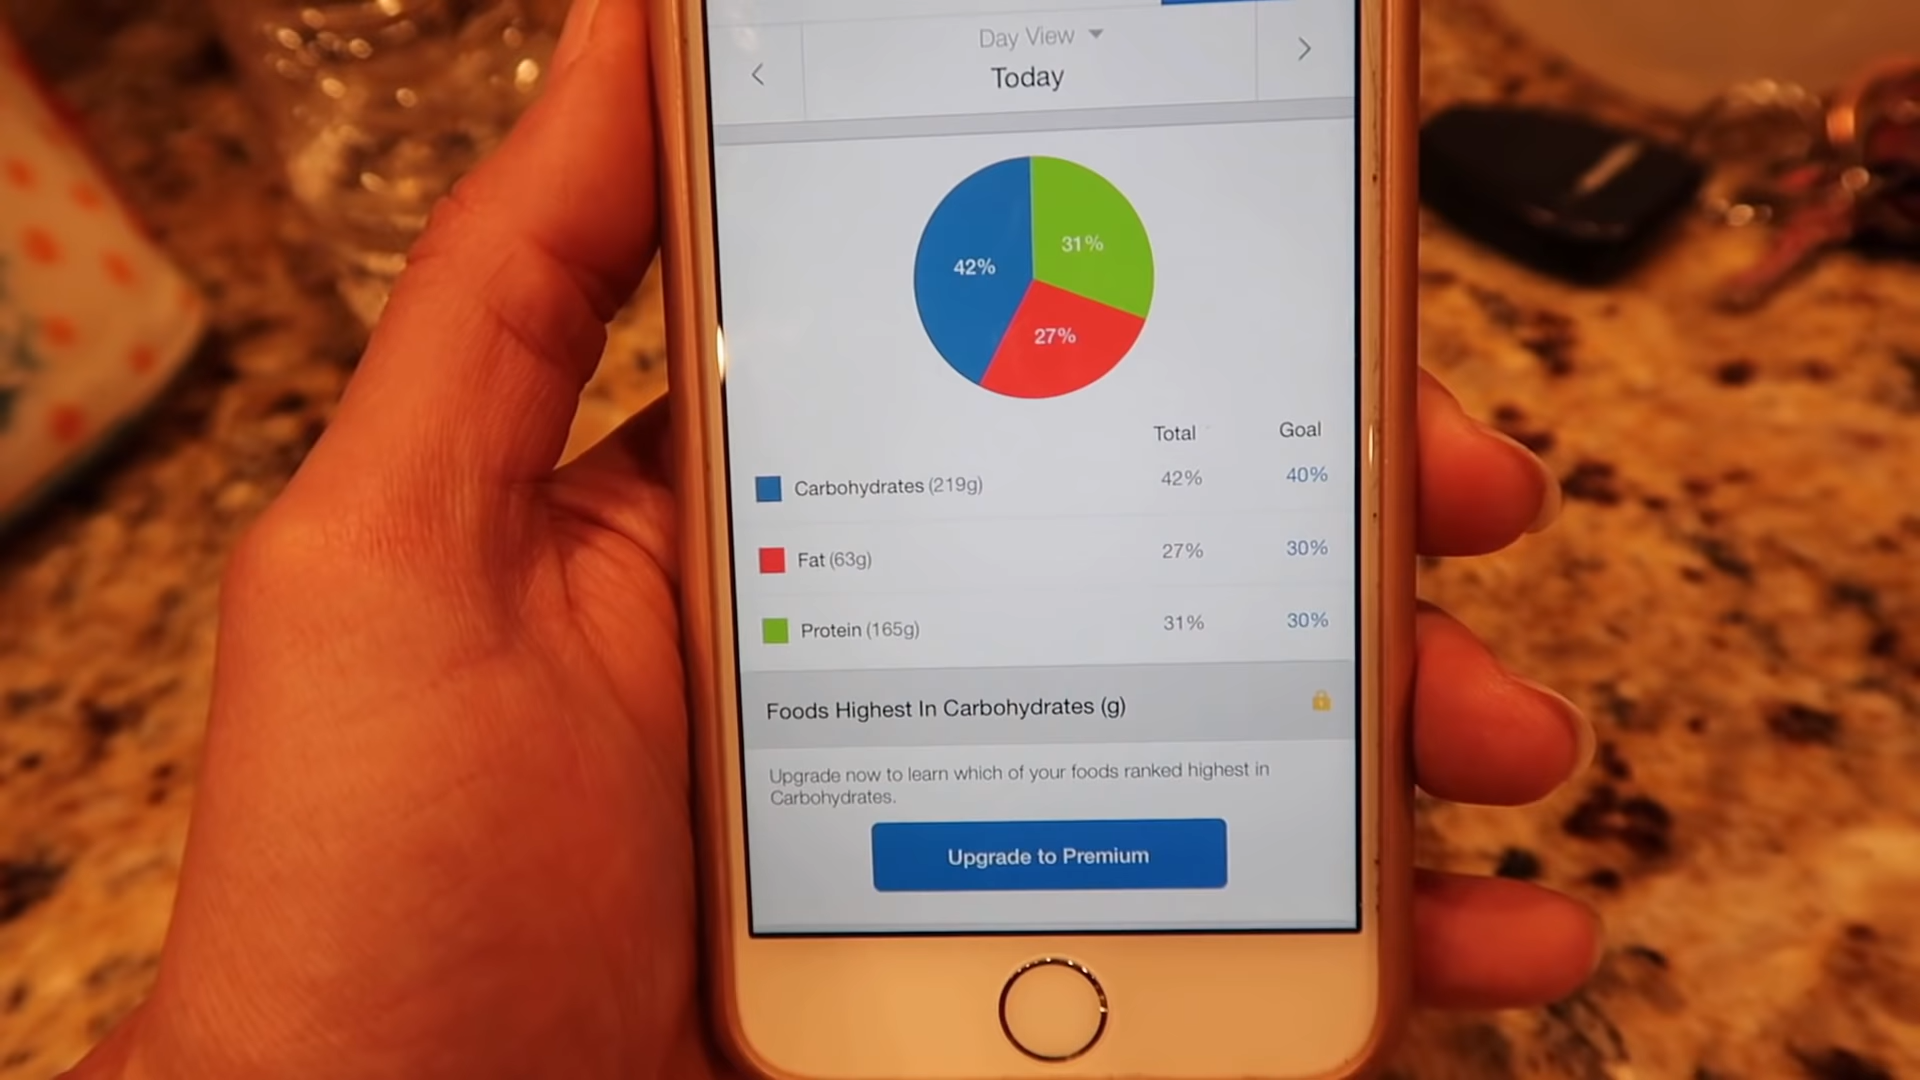 Day View
Today
42%
31%
27%
Total Goal
Carbohydrates (219g) 42% 40%
Fat (63g) 27% 30%
Protein (165g) 31% 30%
Foods Highest In Carbohydrates (g)
Upgrade now to learn which of your foods ranked highest in
Carbohydrates.
Upgrade to Premium